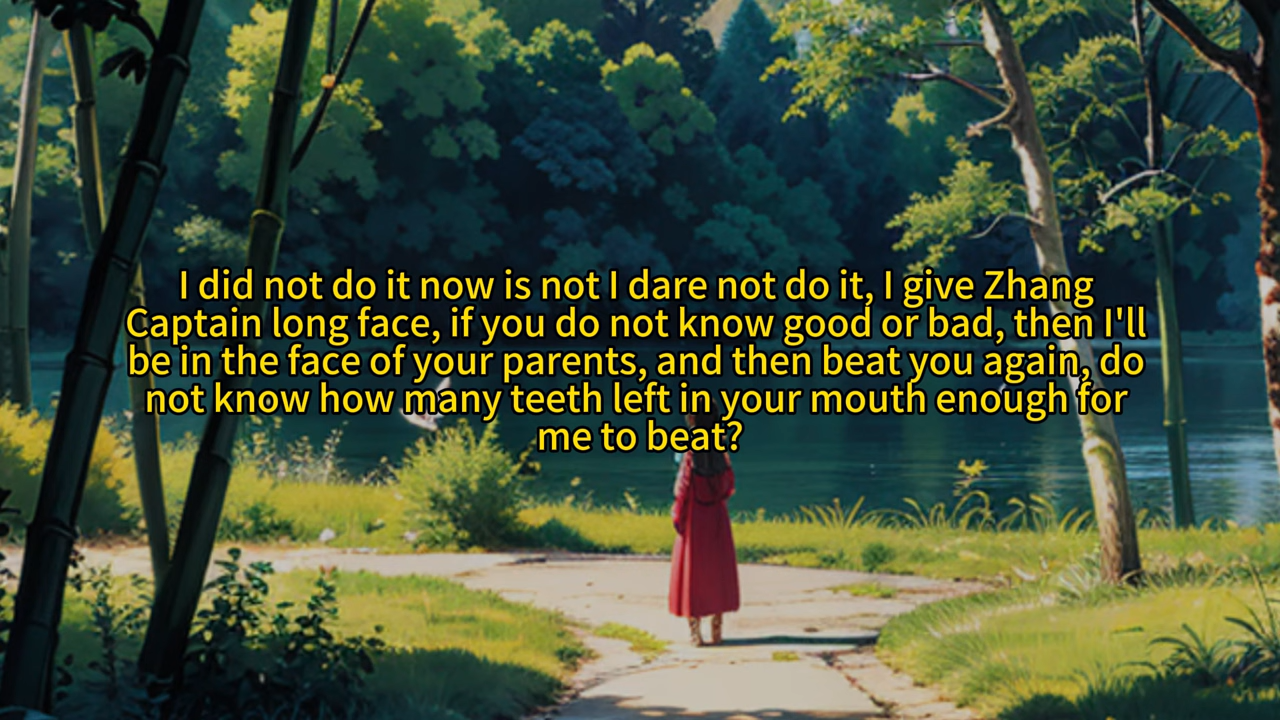 I did not do it now is not I dare not do it, I give Zhang
Captain long face, if you do not know good or bad, then I'll
be in the face of your parents, and then beat you again, do
not know how many teeth left in your mouth enough for
me to beat?